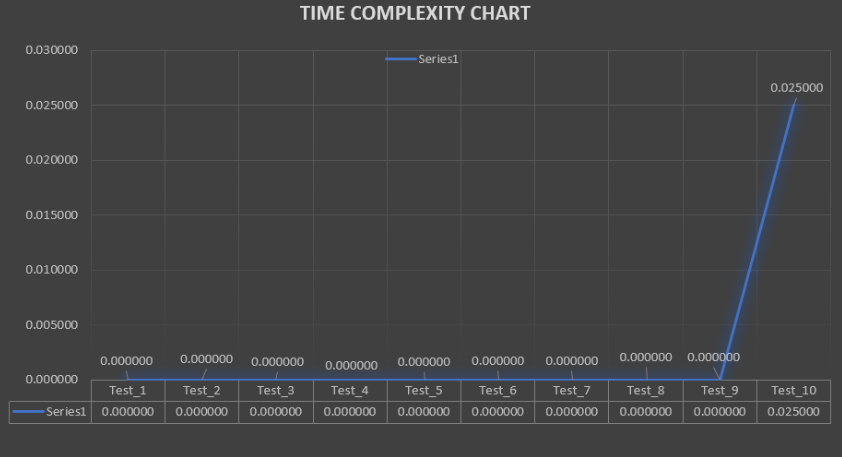 TIME COMPLEXITY CHART
0.030000
Series1
0.025000
0.025000
0.020000
0.015000
0.010000
0.005000
0.000000 0.000000 0.000000 0.000000 0.000000 0.000000 0.000000 0.000000 0.000000
0.000000
Test_1 Test_2 Test_3 Test_4 Test_5 Test_6 Test_7 Test_8 Test_9 Test_10
Series1 0.000000 0.000000 0.000000 0.000000 0.000000 0.000000 0.000000 0.000000 0.000000 0.025000